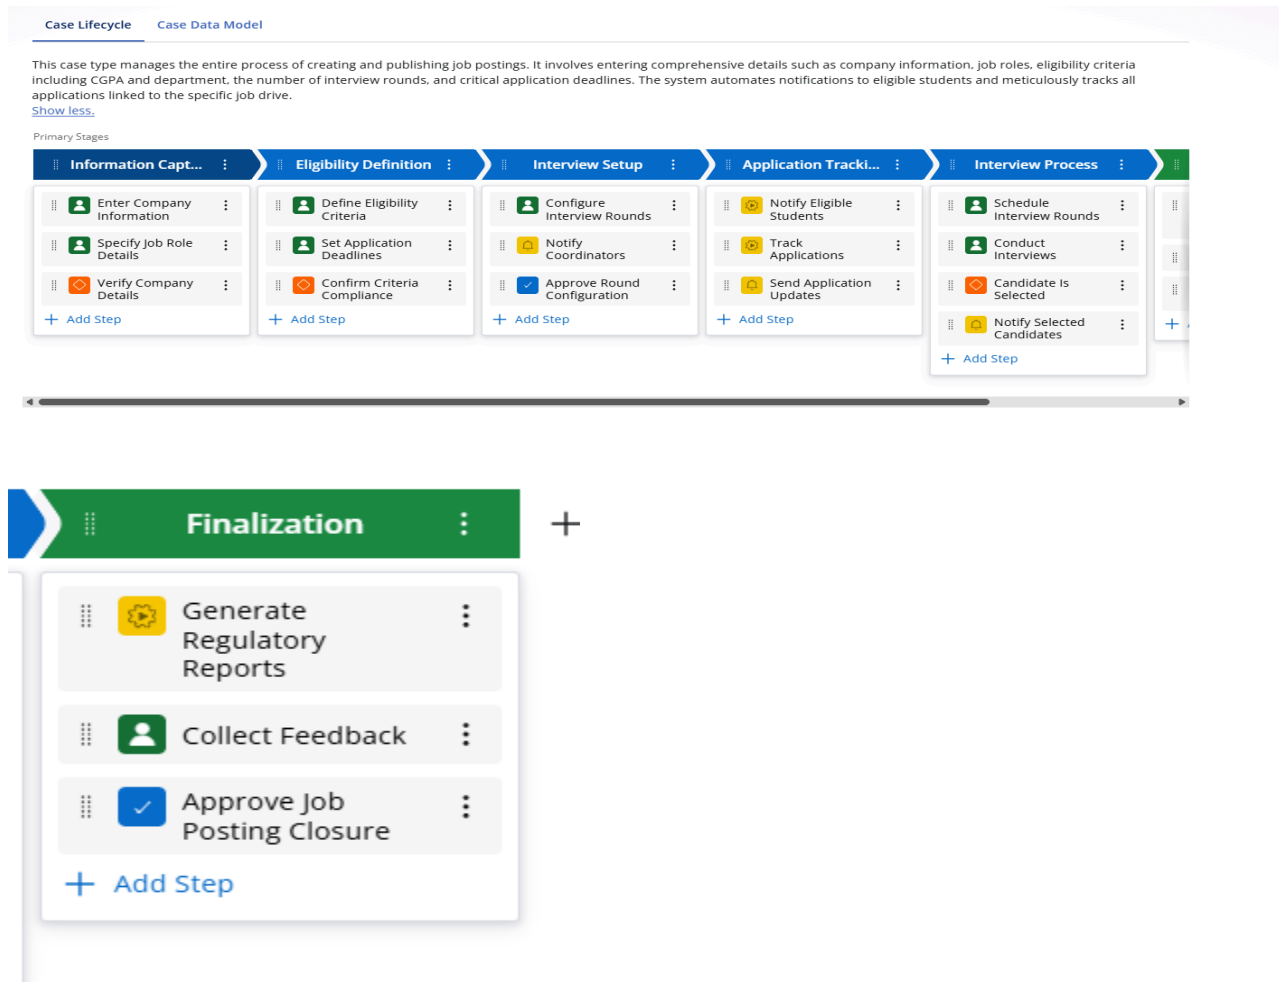 Case Lifecycle
Case Data Model
This case type manages the entire process of creating and publishing job postings. It involves entering comprehensive details such as company information, job roles, eligibility criteria
including CGPA and department, the number of interview rounds, and critical application deadlines. The system automates notifications to eligible students and meticulously tracks all
applications linked to the specific job drive.
Show less.
Primary Stages
Information Capt...
Enter Company
Information
Specify Job Role
Details
Verify Company
Details
Add Step
Eligibility Definition
Define Eligibility
Criteria
Set Application
Deadlines
Confirm Criteria
Compliance
Add Step
Interview Setup
Configure
Interview Rounds
Notify
Coordinators
Approve Round
Configuration
Add Step
Application Tracki...
Notify Eligible
Students
Track
Applications
Send Application
Updates
Add Step
Interview Process
Schedule
Interview Rounds
Conduct
Interviews
Candidate Is
Selected
Notify Selected
Candidates
Add Step
Finalization
Generate
Regulatory
Reports
Collect Feedback
Approve Job
Posting Closure
Add Step